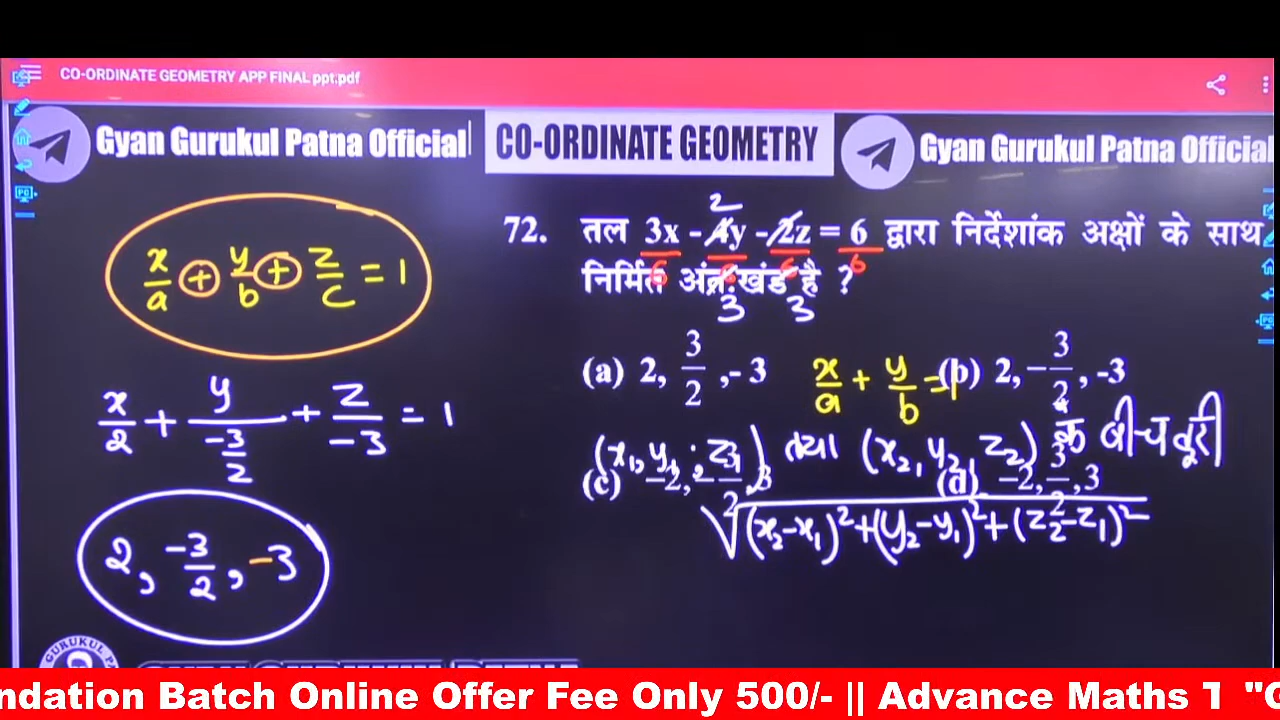 CO-ORDINATE GEOMETRY APP FINAL ppt.pdf
Gyan Gurukul Patna Official
CO-ORDINATE GEOMETRY
Gyan Gurukul Patna Official
72. तल 3x - 4y - 2z = 6 द्वारा निर्देशांक अक्षों के साथ
निर्मित अंत:खंड है ?
(a) 2, 3/2, - 3
(b) 2, -3/2, -3
(c) -2, -3/2, 3
(d) -2, 3/2, 3
x/a + y/b + z/c = 1
x/2 + y/(-3/2) + z/-3 = 1
2, -3/2, -3
x/a + y/b = 1
(x₁, y₁, z₁) तथा (x₂, y₂, z₂) के बीच दूरी
√(x₂-x₁)²+(y₂-y₁)²+(z₂-z₁)²
ndation Batch Online Offer Fee Only 500/- || Advance Maths 1 "